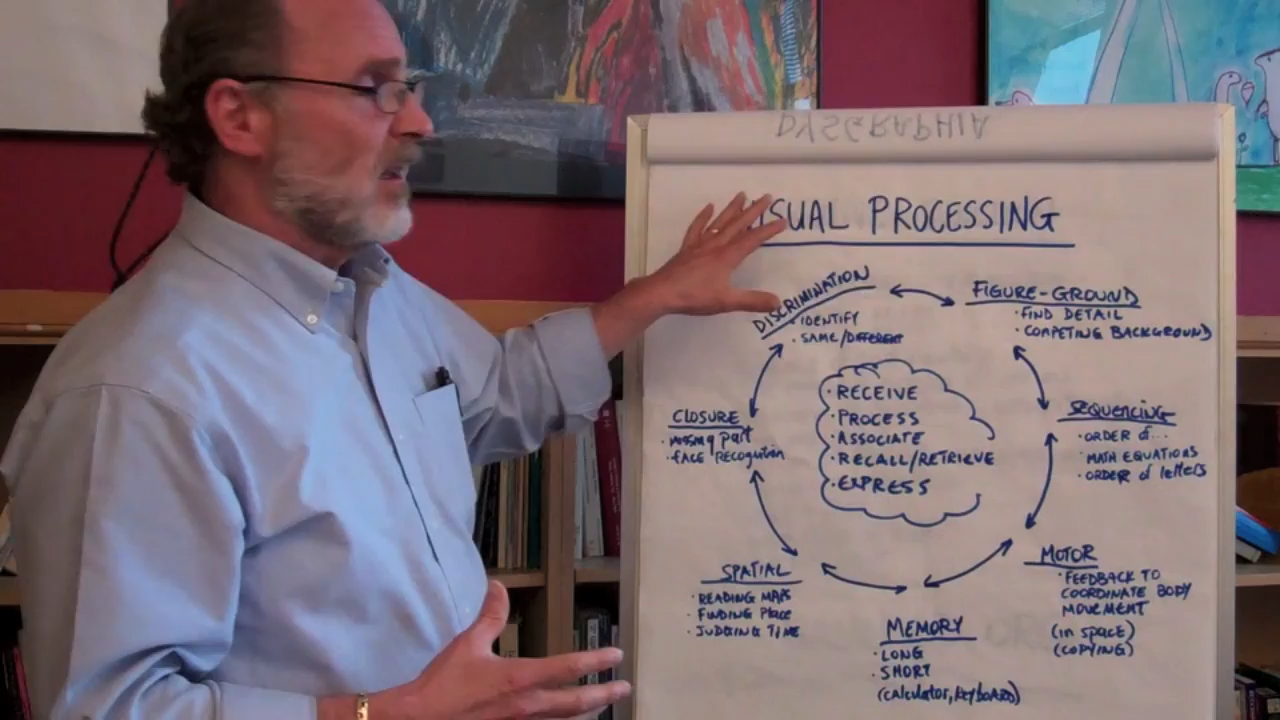 DYSGRAPHIA
VISUAL PROCESSING
DISCRIMINATION
• IDENTIFY
• SAME/DIFFERENT
FIGURE-GROUND
• FIND DETAIL
• COMPETING BACKGROUND
SEQUENCING
• ORDER of...
• MATH EQUATIONS
• ORDER of letters
MOTOR
• FEEDBACK TO
COORDINATE BODY
MOVEMENT
(in space)
(COPYING)
MEMORY
• LONG
• SHORT
(calculator, keyboard)
SPATIAL
• READING MAPS
• FINDING Place
• JUDGING TIME
CLOSURE
• missing part
• FACE Recognition
• RECEIVE
• PROCESS
• ASSOCIATE
• RECALL/RETRIEVE
• EXPRESS